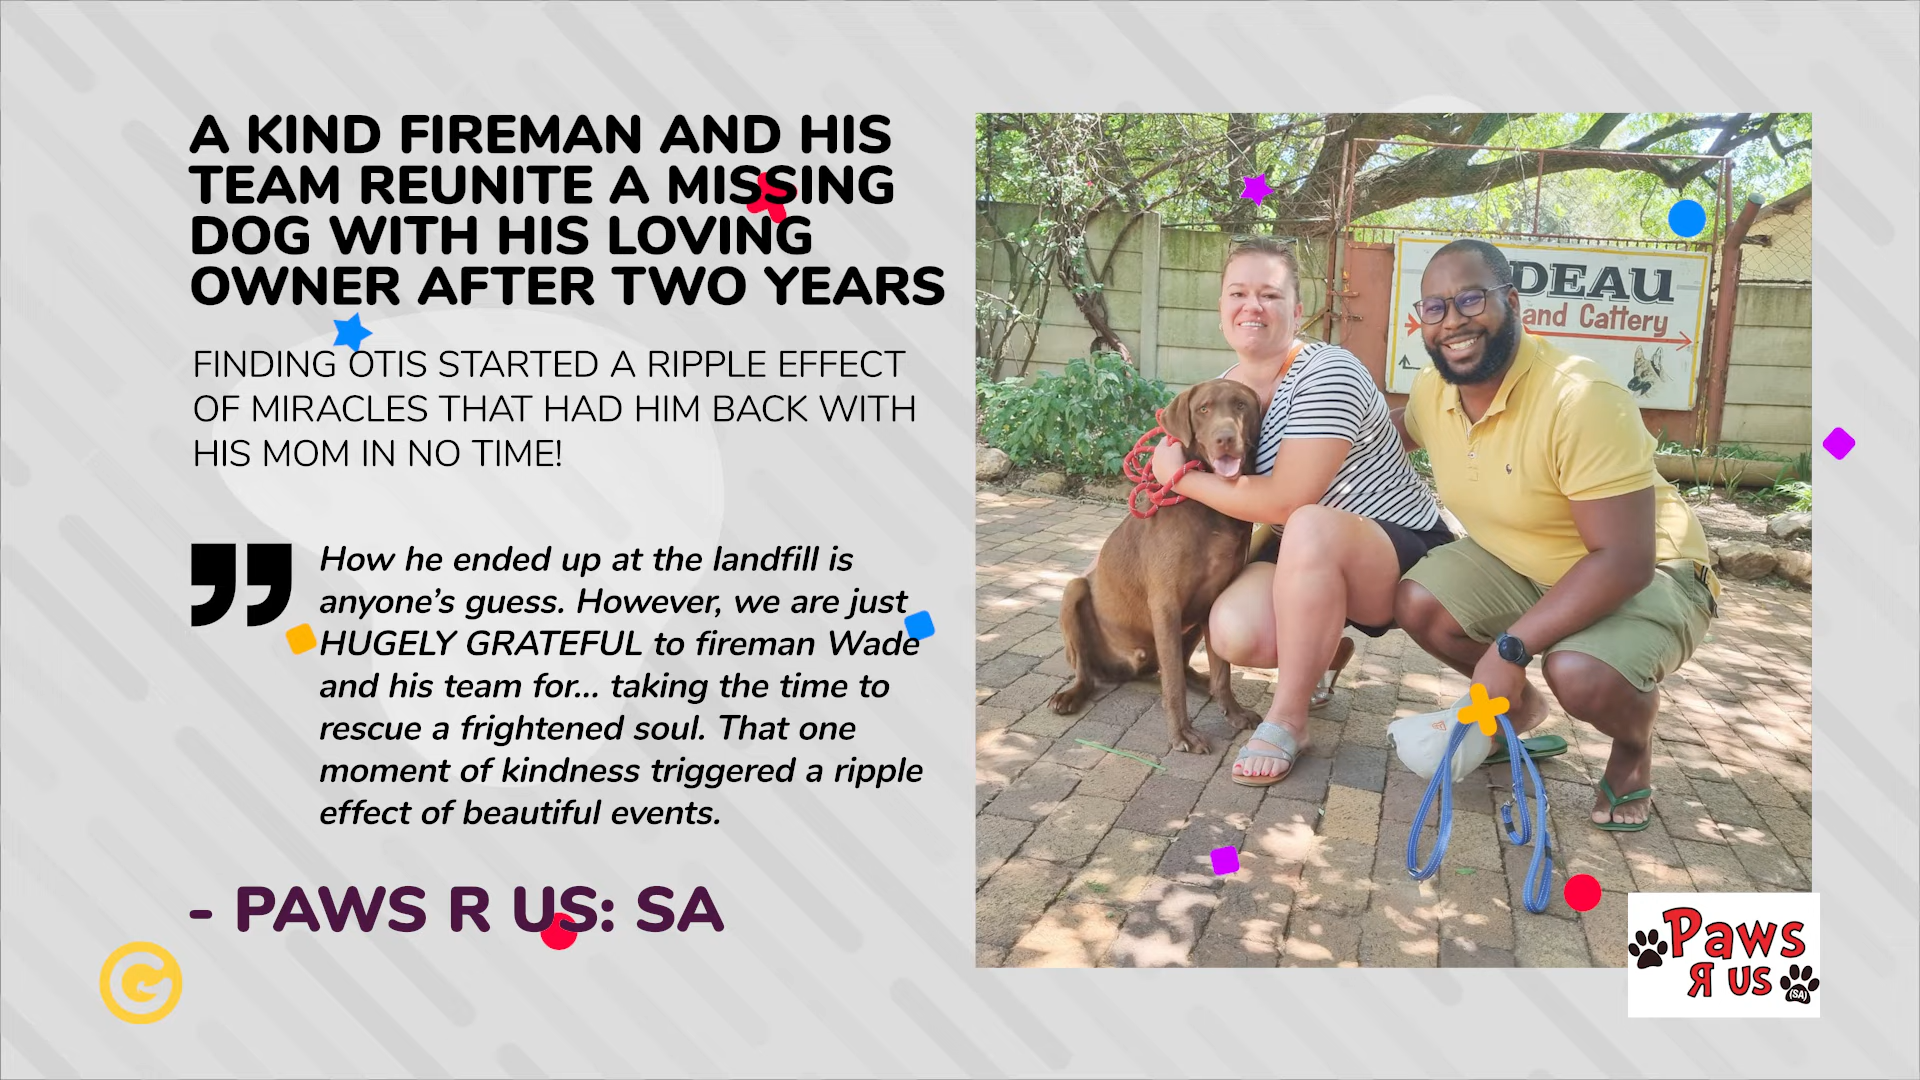 A KIND FIREMAN AND HIS
TEAM REUNITE A MISSING
DOG WITH HIS LOVING
OWNER AFTER TWO YEARS
FINDING OTIS STARTED A RIPPLE EFFECT
OF MIRACLES THAT HAD HIM BACK WITH
HIS MOM IN NO TIME!
” How he ended up at the landfill is
anyone’s guess. However, we are just
HUGELY GRATEFUL to fireman Wade
and his team for... taking the time to
rescue a frightened soul. That one
moment of kindness triggered a ripple
effect of beautiful events.
- PAWS R US: SA
DEAU
and Cattery
Paws
Я US
(SA)
G